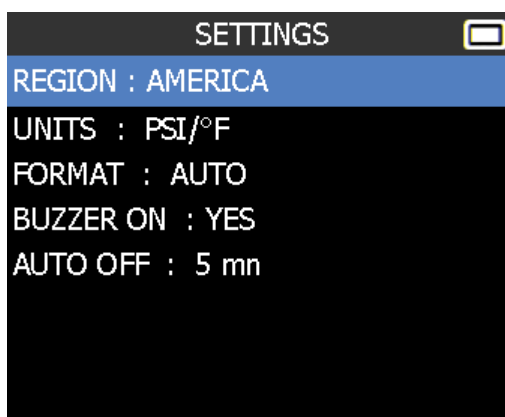 SETTINGS
REGION : AMERICA
UNITS : PSI/°F
FORMAT : AUTO
BUZZER ON : YES
AUTO OFF : 5 mn